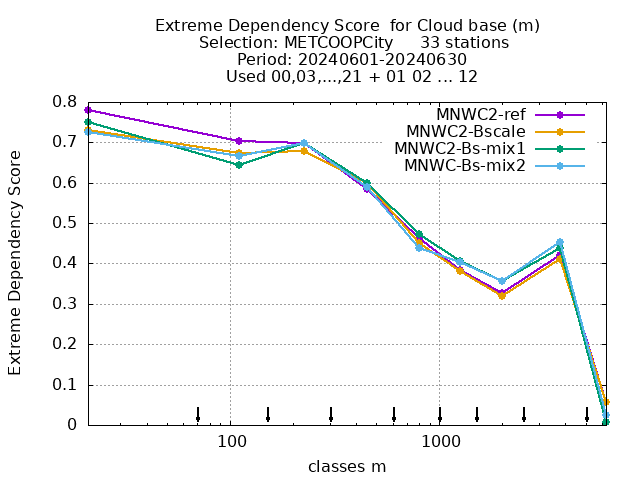 Extreme Dependency Score  for Cloud base (m)
Selection: METCOOPCity     33 stations
Period: 20240601-20240630
Used 00,03,...,21 + 01 02 ... 12
MNWC2-ref
MNWC2-Bscale
MNWC2-Bs-mix1
MNWC-Bs-mix2
Extreme Dependency Score
0.8
0.7
0.6
0.5
0.4
0.3
0.2
0.1
0
100
1000
classes m